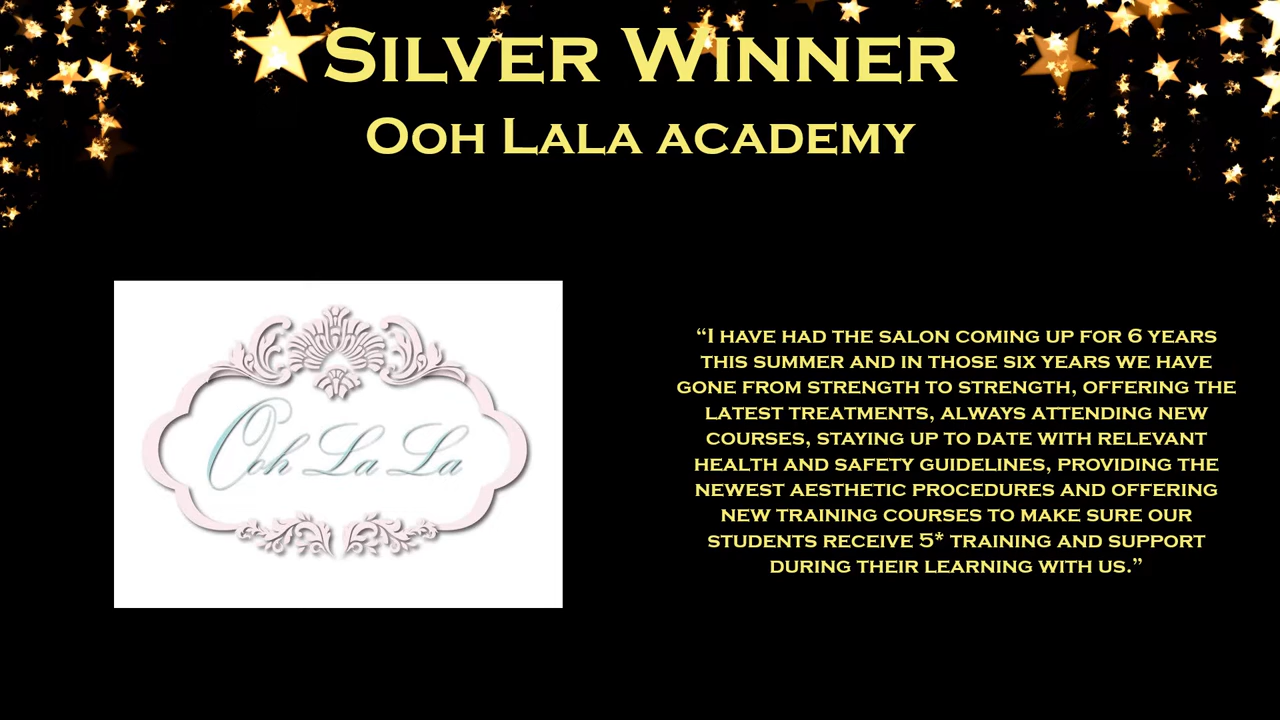 Silver Winner
Ooh Lala academy
Ooh La La
“I have had the salon coming up for 6 years
this summer and in those six years we have
gone from strength to strength, offering the
latest treatments, always attending new
courses, staying up to date with relevant
health and safety guidelines, providing the
newest aesthetic procedures and offering
new training courses to make sure our
students receive 5* training and support
during their learning with us.”